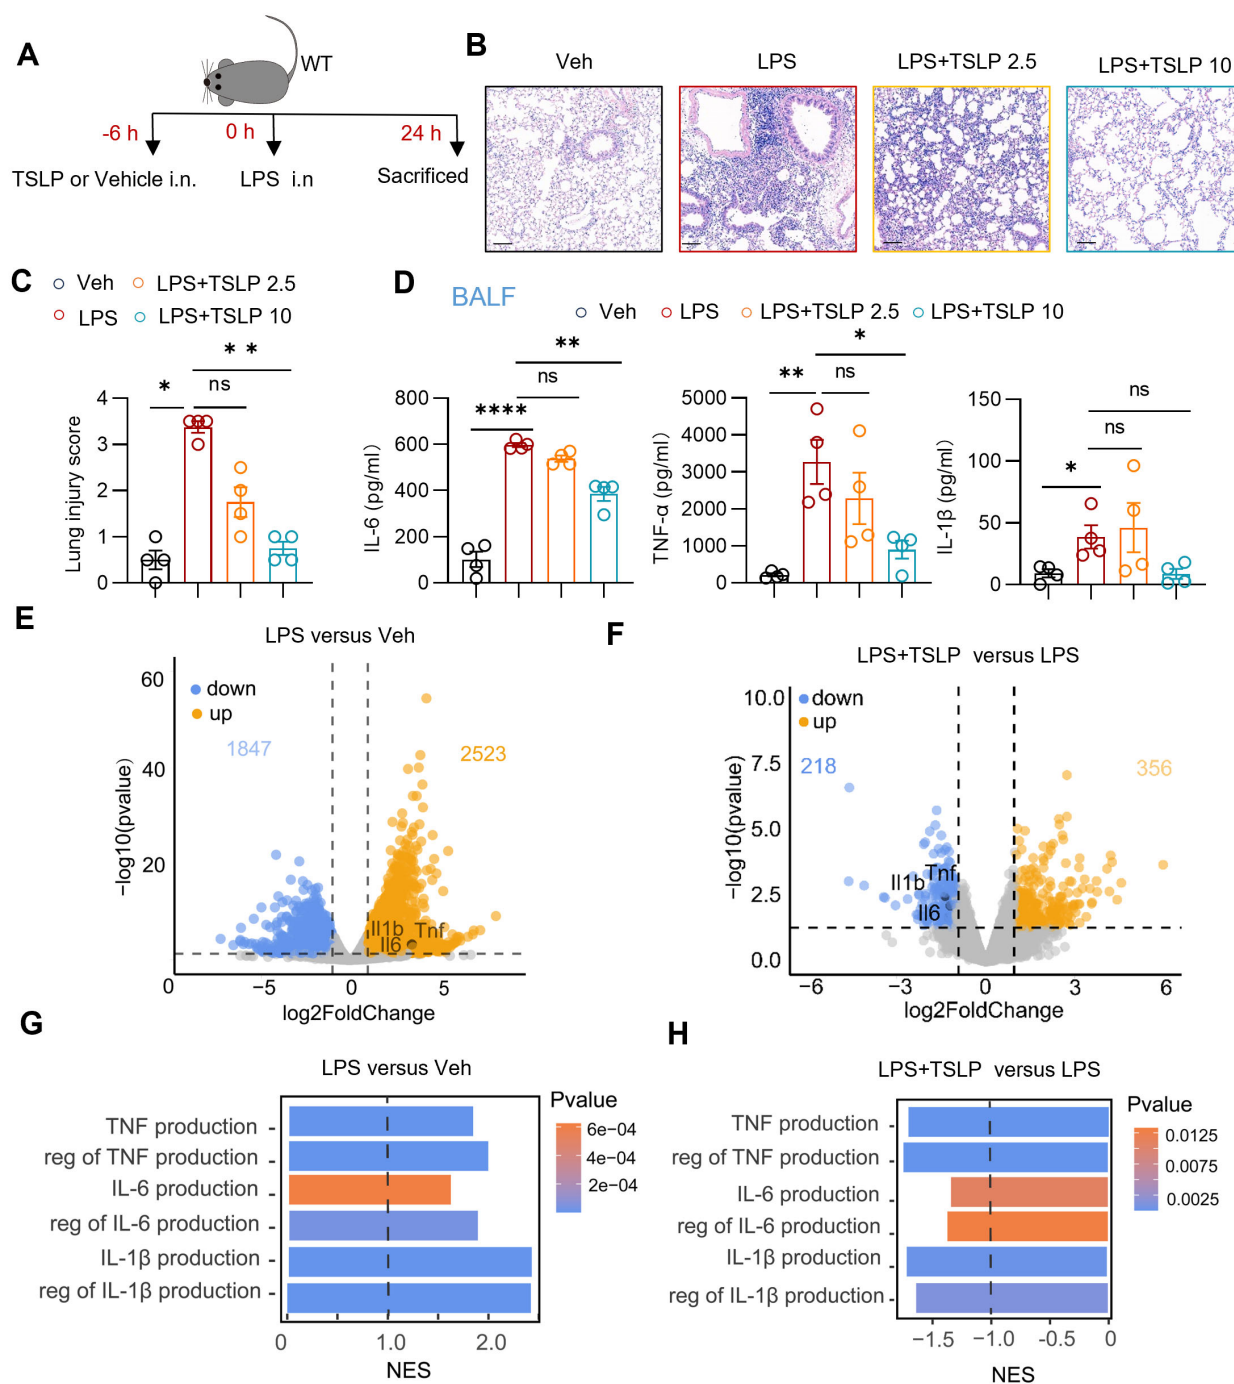 A
WT
-6 h
0 h
24 h
TSLP or Vehicle i.n.
LPS i.n
Sacrificed
B
Veh
LPS
LPS+TSLP 2.5
LPS+TSLP 10
C
Veh
LPS+TSLP 2.5
LPS
LPS+TSLP 10
* *
ns
*
Lung injury score
4
3
2
1
0
D
BALF
Veh
LPS
LPS+TSLP 2.5
LPS+TSLP 10
**
ns
****
IL-6 (pg/ml)
800
600
400
200
0
*
**
ns
TNF-α (pg/ml)
5000
4000
3000
2000
1000
0
ns
ns
*
IL-1β (pg/ml)
150
100
50
0
E
LPS versus Veh
down
up
1847
2523
−log10(pvalue)
60
40
20
Il1b
Tnf
Il6
0
−5
0
5
log2FoldChange
F
LPS+TSLP versus LPS
down
up
218
356
−log10(pvalue)
10.0
7.5
5.0
2.5
0.0
Il1b
Tnf
Il6
−6
−3
0
3
6
log2FoldChange
G
LPS versus Veh
TNF production
reg of TNF production
IL-6 production
reg of IL-6 production
IL-1β production
reg of IL-1β production
0
1.0
2.0
NES
Pvalue
6e−04
4e−04
2e−04
H
LPS+TSLP versus LPS
TNF production
reg of TNF production
IL-6 production
reg of IL-6 production
IL-1β production
reg of IL-1β production
−1.5
−1.0
-0.5
0
NES
Pvalue
0.0125
0.0075
0.0025